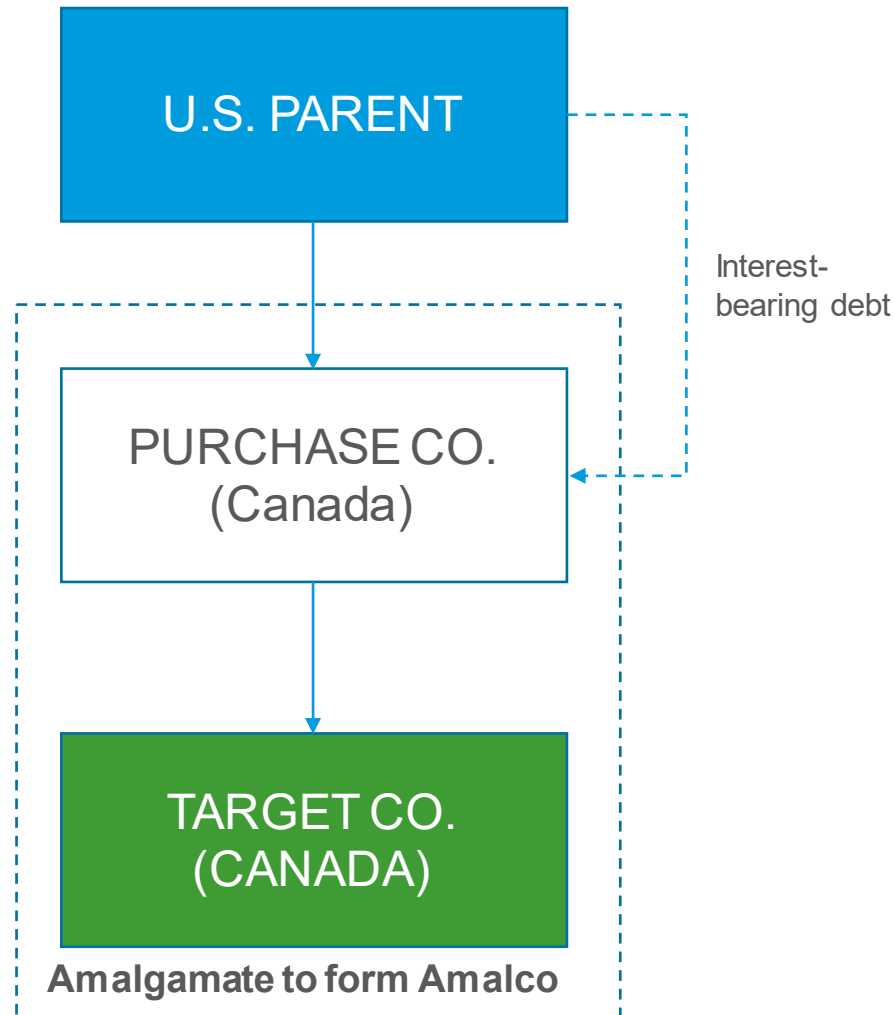 U.S. PARENT
Interest-
bearing debt
PURCHASE CO.
(Canada)
TARGET CO.
(CANADA)
Amalgamate to form Amalco